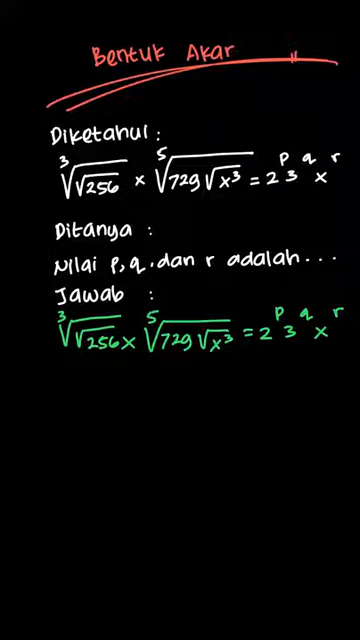 Bentuk Akar
Diketahui :
∛√256 × ⁵√729√x³ = 2ᵖ 3ᑫ xʳ
Ditanya :
Nilai p, q, dan r adalah ...
Jawab :
∛√256 × ⁵√729√x³ = 2ᵖ 3ᑫ xʳ